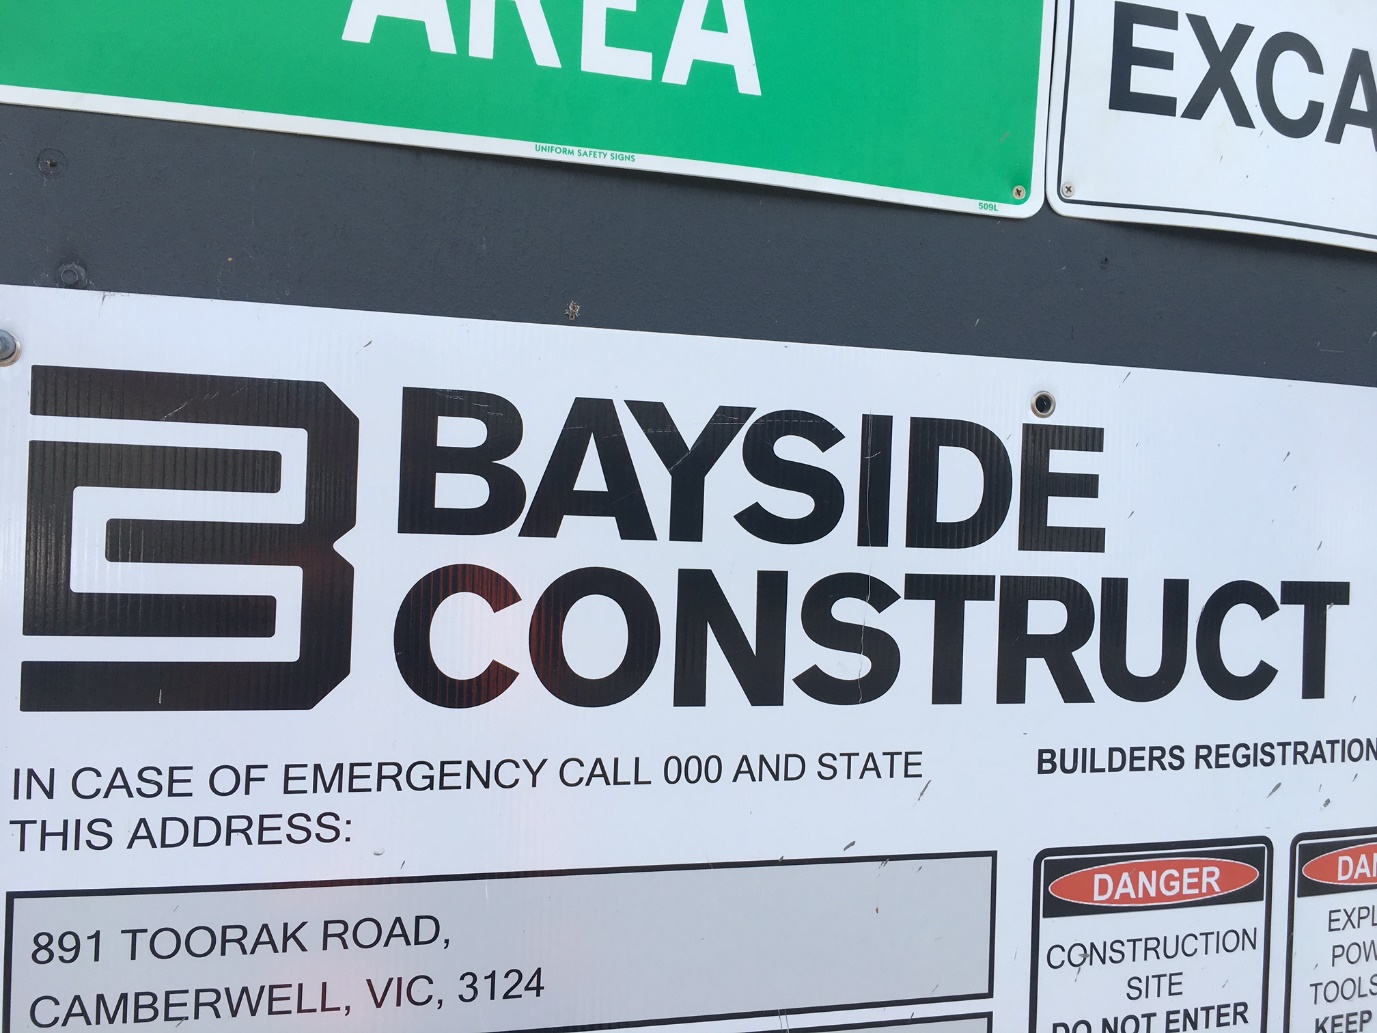 AREA
UNIFORM SAFETY SIGNS
509L
EXCA
BAYSIDE
CONSTRUCT
IN CASE OF EMERGENCY CALL 000 AND STATE
THIS ADDRESS:
BUILDERS REGISTRATION
891 TOORAK ROAD,
CAMBERWELL, VIC, 3124
DANGER
CONSTRUCTION
SITE
DO NOT ENTER
DAN
EXPL
POW
TOOLS
KEEP